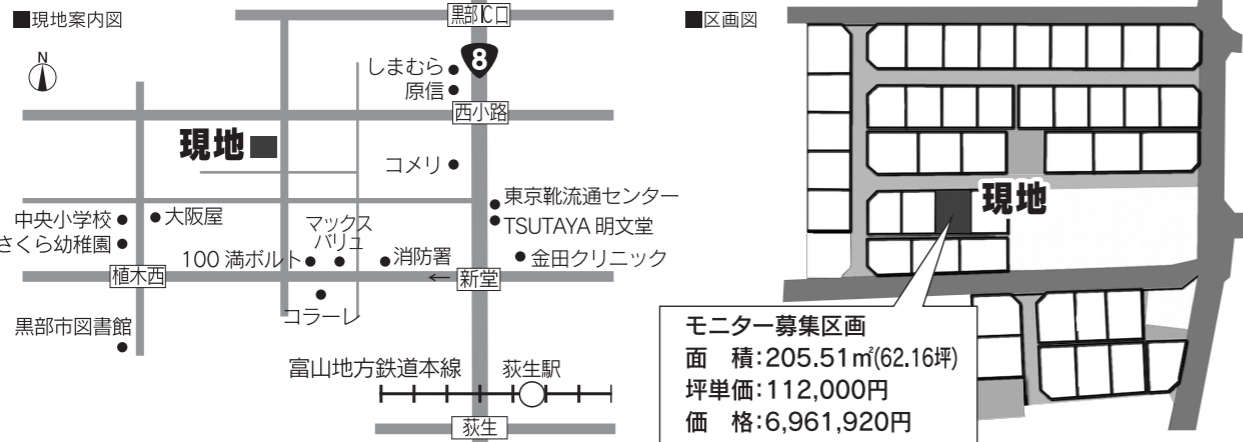 ■現地案内図
N
黒部IC口
8
しまむら
原信
西小路
現地
コメリ
東京靴流通センター
TSUTAYA 明文堂
中央小学校
大阪屋
さくら幼稚園
マックス
バリュ
100満ボルト
消防署
金田クリニック
植木西
←
新堂
コラーレ
黒部市図書館
富山地方鉄道本線
荻生駅
荻生
■区画図
現地
モニター募集区画
面　積:205.51㎡(62.16坪)
坪単価:112,000円
価　格:6,961,920円